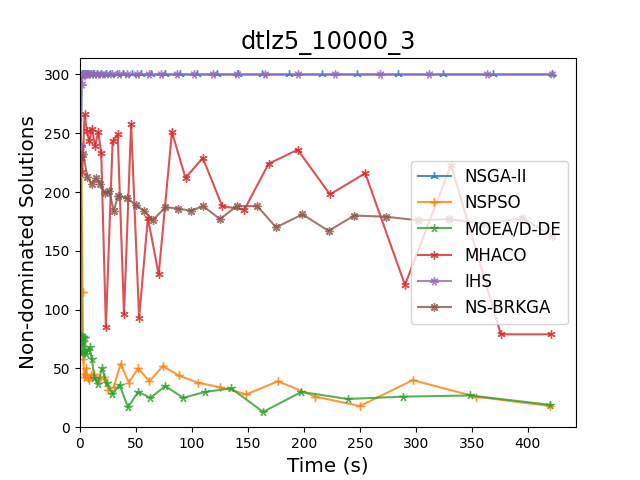 dtlz5_10000_3
Non-dominated Solutions
300
250
200
150
100
50
0
0 50 100 150 200 250 300 350 400
Time (s)
NSGA-II
NSPSO
MOEA/D-DE
MHACO
IHS
NS-BRKGA